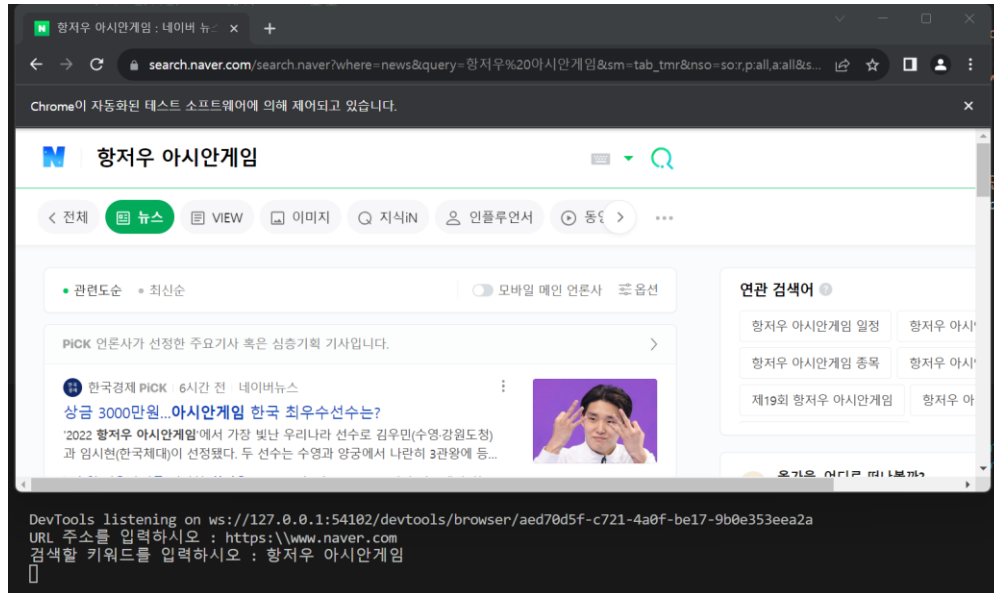 항저우 아시안게임 : 네이버 뉴스
search.naver.com/search.naver?where=news&query=항저우%20아시안게임&sm=tab_tmr&nso=so:r,p:all,a:all&s...
Chrome이 자동화된 테스트 소프트웨어에 의해 제어되고 있습니다.
N 항저우 아시안게임
전체 뉴스 VIEW 이미지 지식iN 인플루언서
관련도순 최신순 모바일 메인 언론사 옵션
연관 검색어
PiCK 언론사가 선정한 주요기사 혹은 심층기획 기사입니다.
항저우 아시안게임 일정 항저우 아시
항저우 아시안게임 종목 항저우 아시
제19회 항저우 아시안게임 항저우 아
한국경제 PiCK 6시간 전 네이버뉴스
상금 3000만원...아시안게임 한국 최우수선수는?
'2022 항저우 아시안게임'에서 가장 빛난 우리나라 선수로 김우민(수영·강원도청)
과 임시현(한국체대)이 선정됐다. 두 선수는 수영과 양궁에서 나란히 3관왕에 등...
DevTools listening on ws://127.0.0.1:54102/devtools/browser/aed70d5f-c721-4a0f-be17-9b0e353eea2a
URL 주소를 입력하시오 : https:\\www.naver.com
검색할 키워드를 입력하시오 : 항저우 아시안게임